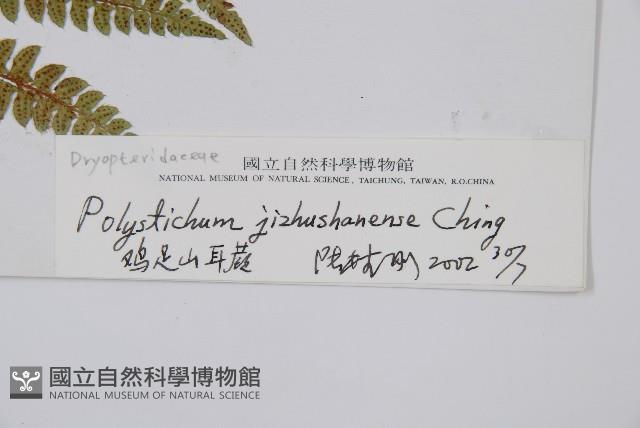 Dryopteridaceae
國立自然科學博物館
NATIONAL MUSEUM OF NATURAL SCIENCE, TAICHUNG, TAIWAN, R.O.CHINA
Polystichum jizhushanense Ching
鸡足山耳蕨 2002 30/7
國立自然科學博物館
NATIONAL MUSEUM OF NATURAL SCIENCE